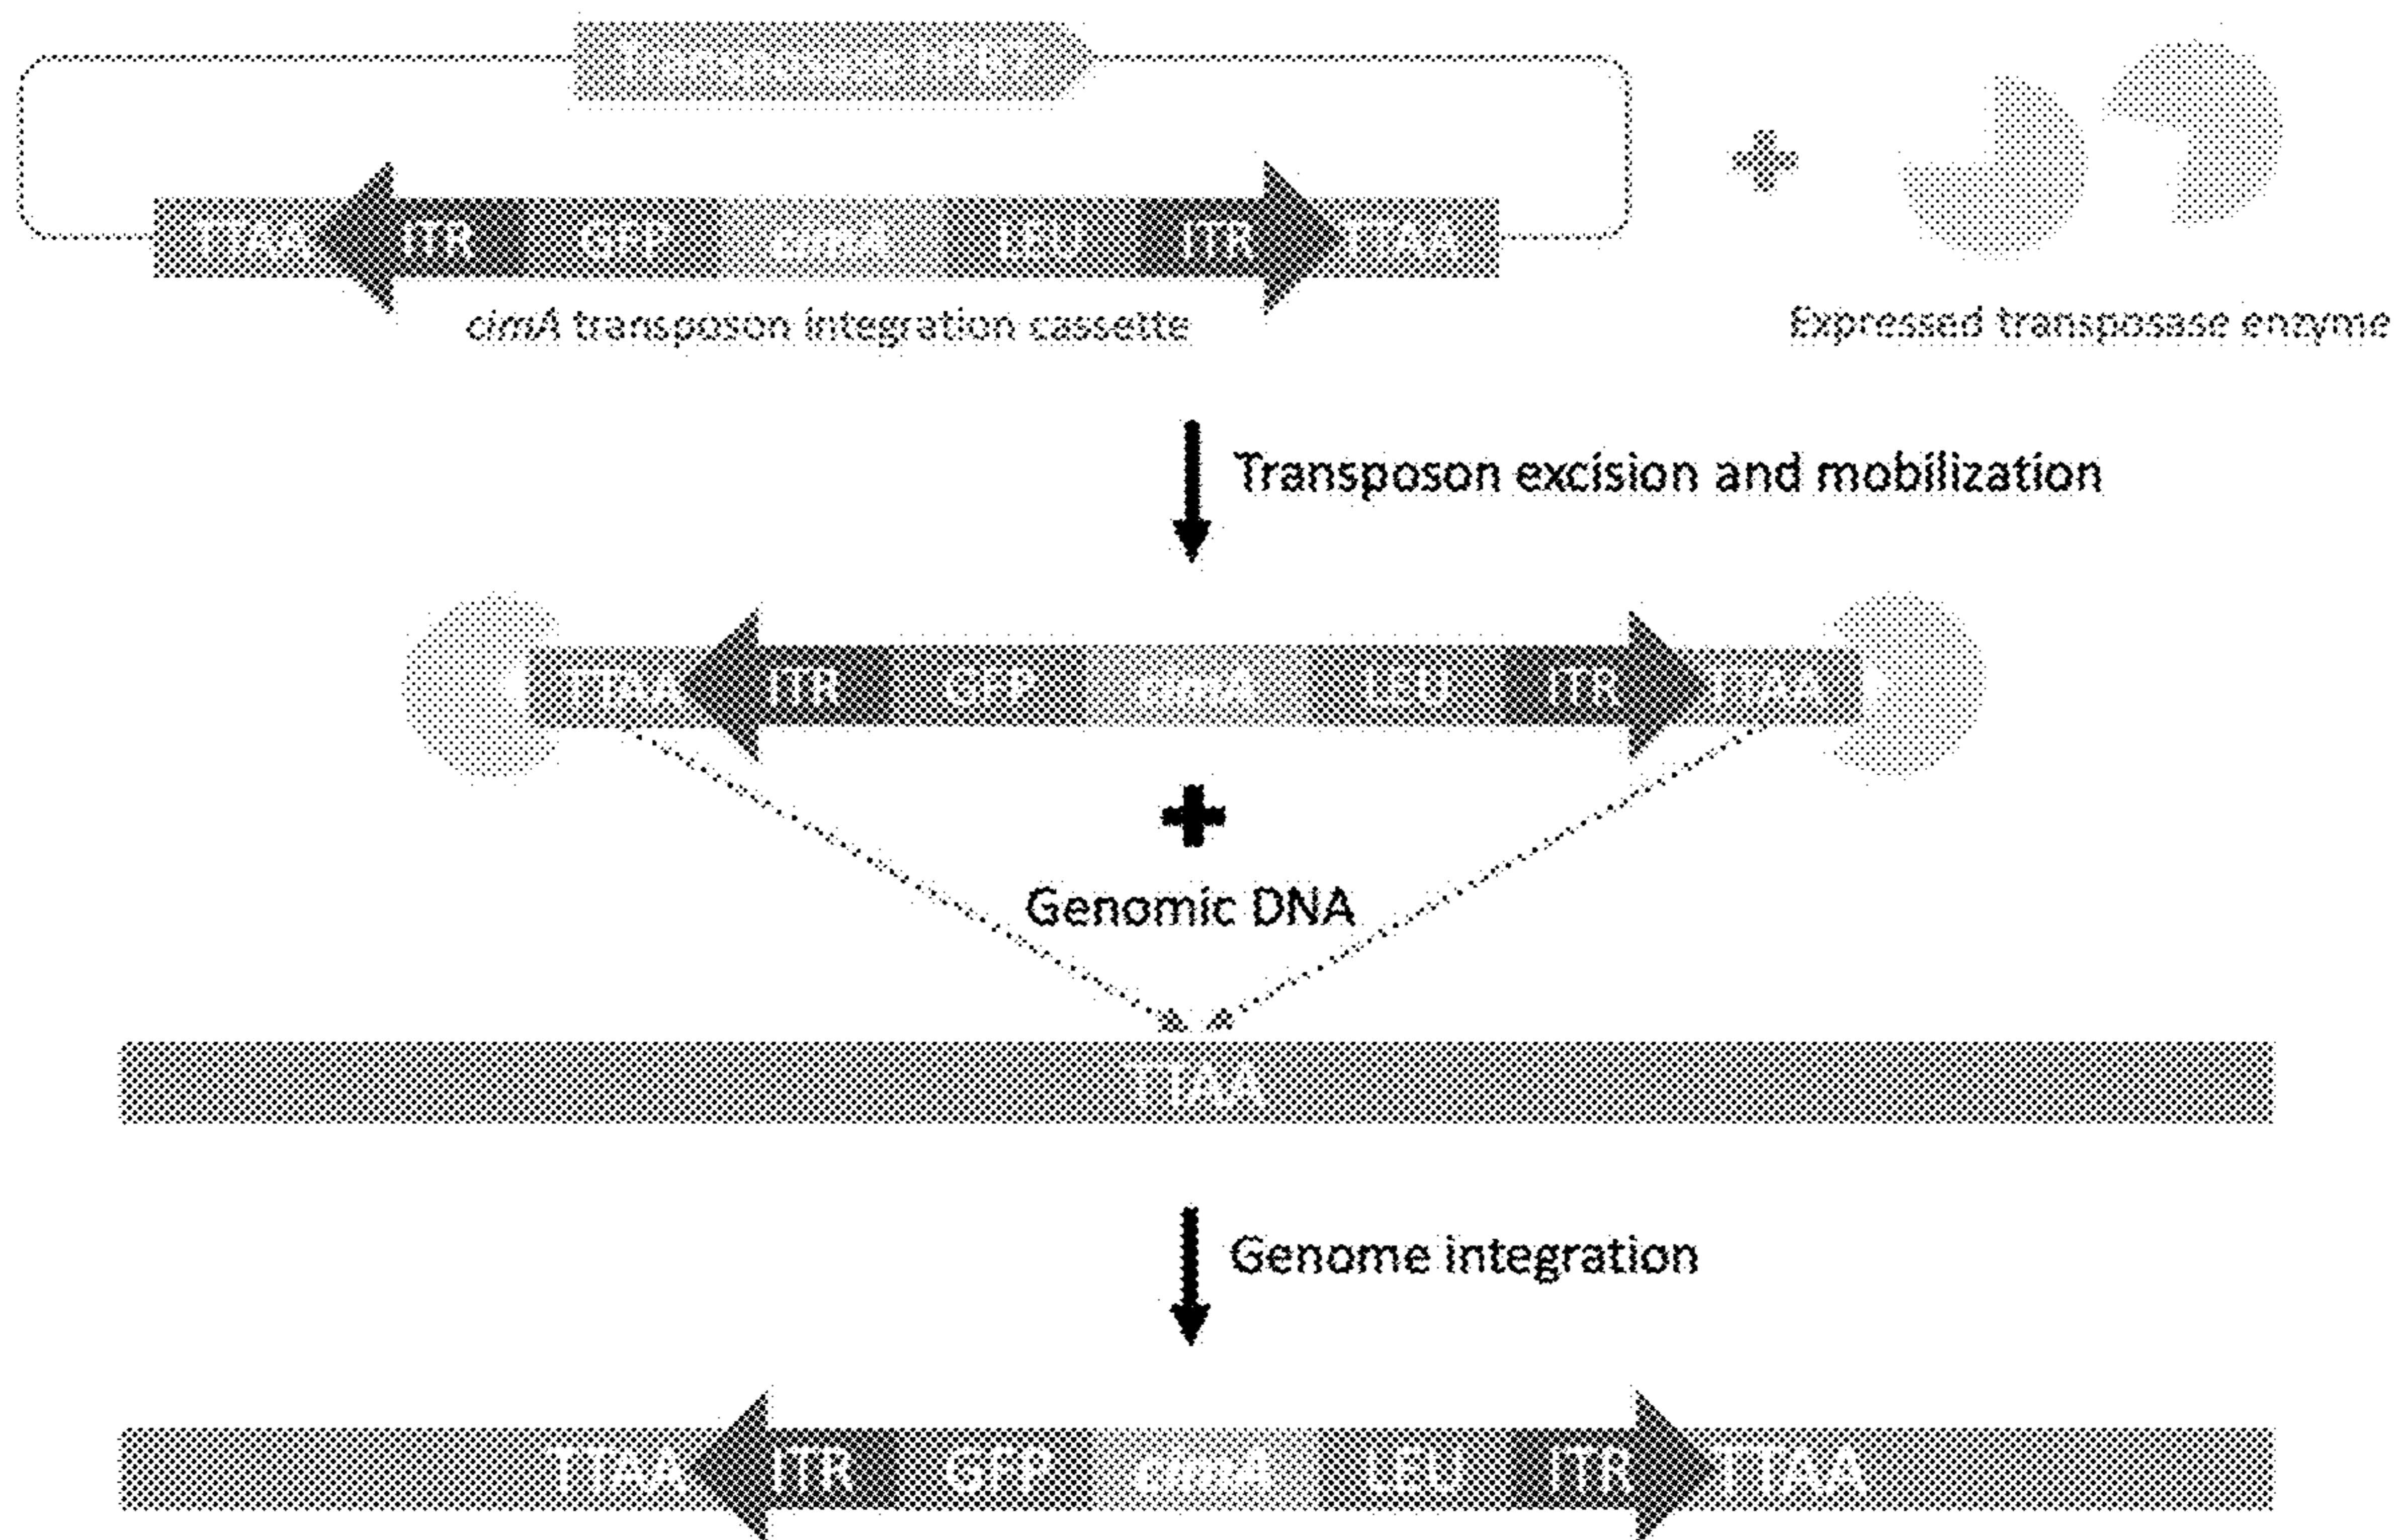 TTAA ITR GFP cimA LEU ITR TTAA
cimA transposon integration cassette
Expressed transposase enzyme
Transposon excision and mobilization
TTAA ITR GFP cimA LEU ITR TTAA
Genomic DNA
TTAA
Genome integration
TTAA ITR GFP cimA LEU ITR TTAA